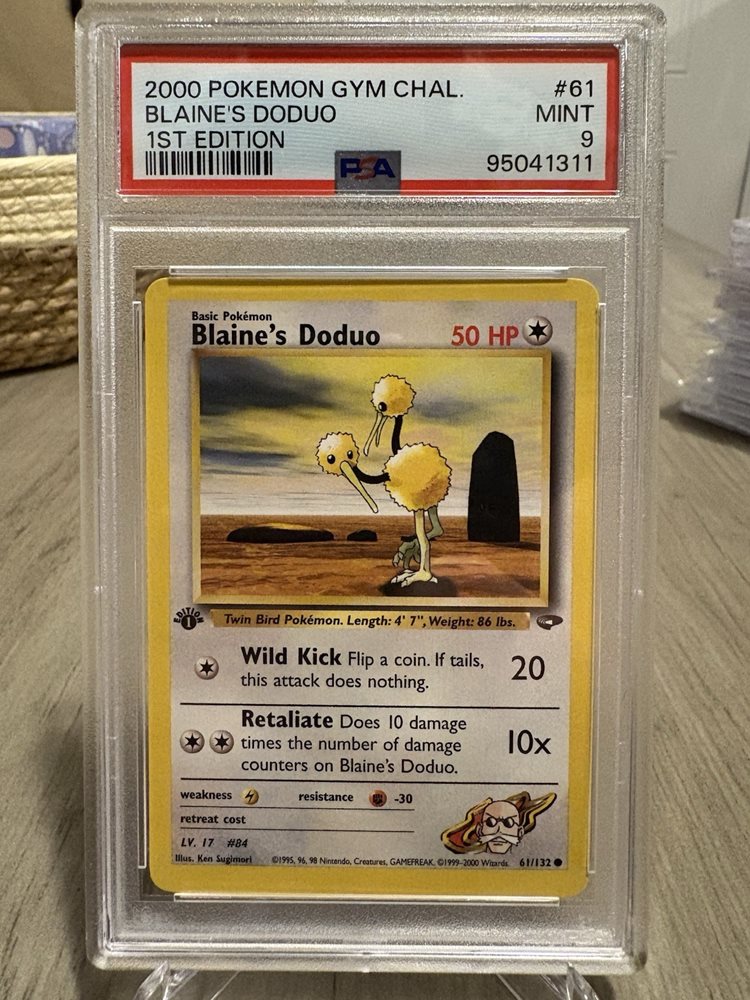 2000 POKEMON GYM CHAL. #61
BLAINE'S DODUO MINT
1ST EDITION 9
PSA 95041311
Basic Pokémon
Blaine's Doduo 50 HP
EDITION 1
Twin Bird Pokémon. Length: 4' 7", Weight: 86 lbs.
Wild Kick Flip a coin. If tails,
this attack does nothing. 20
Retaliate Does 10 damage
times the number of damage 10x
counters on Blaine's Doduo.
weakness resistance -30
retreat cost
LV. 17 #84
Illus. Ken Sugimori ©1995, 96, 98 Nintendo, Creatures, GAMEFREAK. ©1999-2000 Wizards. 61/132